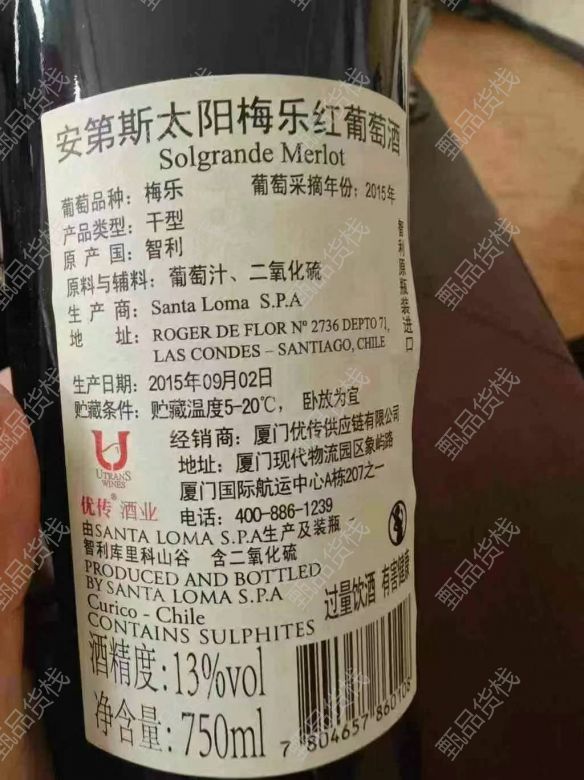 安第斯太阳梅乐红葡萄酒
Solgrande Merlot
葡萄品种：梅乐 葡萄采摘年份：2015年
产品类型：干型
原产国：智利
原料与辅料：葡萄汁、二氧化硫
生产商：Santa Loma S.P.A
地址：ROGER DE FLOR Nº 2736 DEPTO 71,
LAS CONDES – SANTIAGO, CHILE
智利原瓶装进口
生产日期：2015年09月02日
贮藏条件：贮藏温度5-20℃，卧放为宜
经销商：厦门优传供应链有限公司
地址：厦门现代物流园区象屿路
厦门国际航运中心A栋207之一
电话：400-886-1239
UTRANS
WINES
优传® 酒业
由SANTA LOMA S.P.A生产及装瓶 -
智利库里科山谷 含二氧化硫
PRODUCED AND BOTTLED
BY SANTA LOMA S.P.A
Curico - Chile
CONTAINS SULPHITES
过量饮酒 有害健康
酒精度：13%vol
净含量：750ml
7 804657 860108
甄品货栈